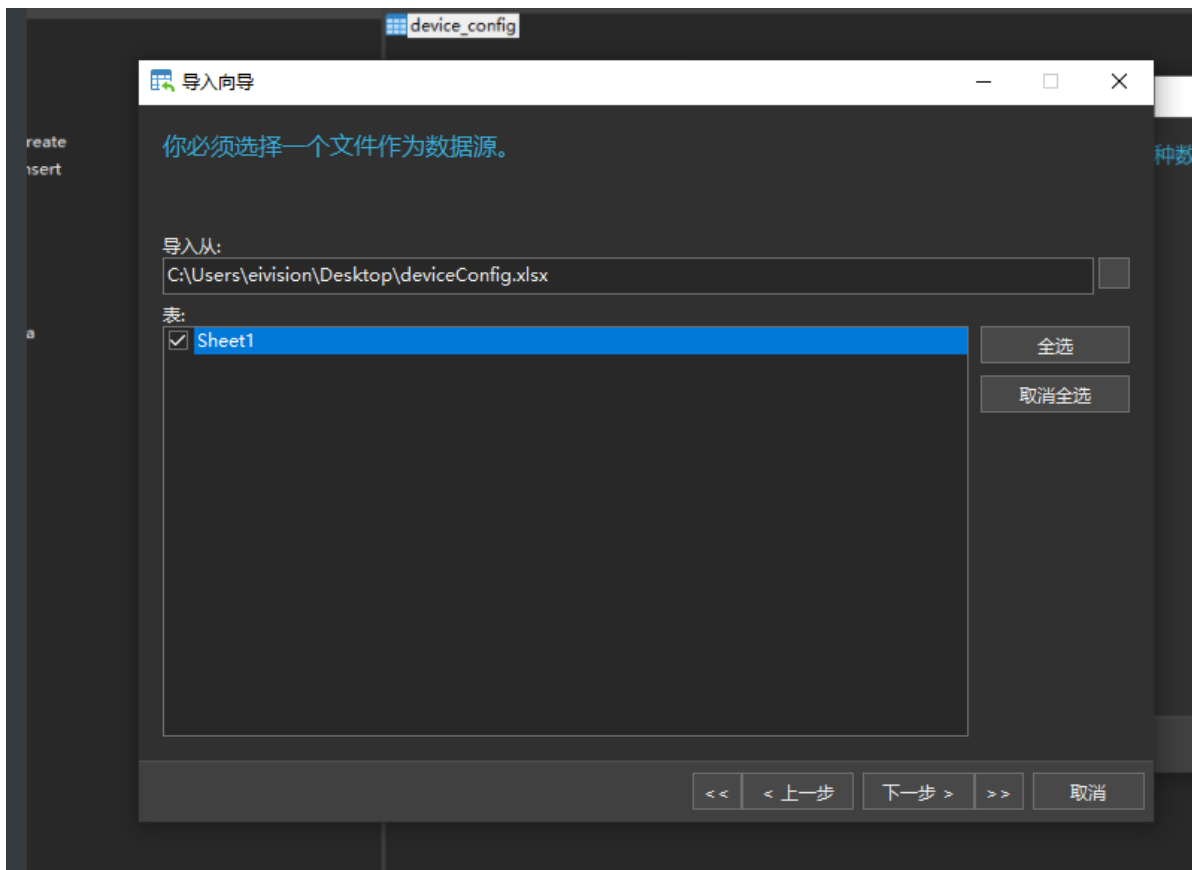 device_config
导入向导
reate
nsert
你必须选择一个文件作为数据源。
种数
导入从:
C:\Users\eivision\Desktop\deviceConfig.xlsx
表:
a
Sheet1
全选
取消全选
<< < 上一步 下一步 > >> 取消